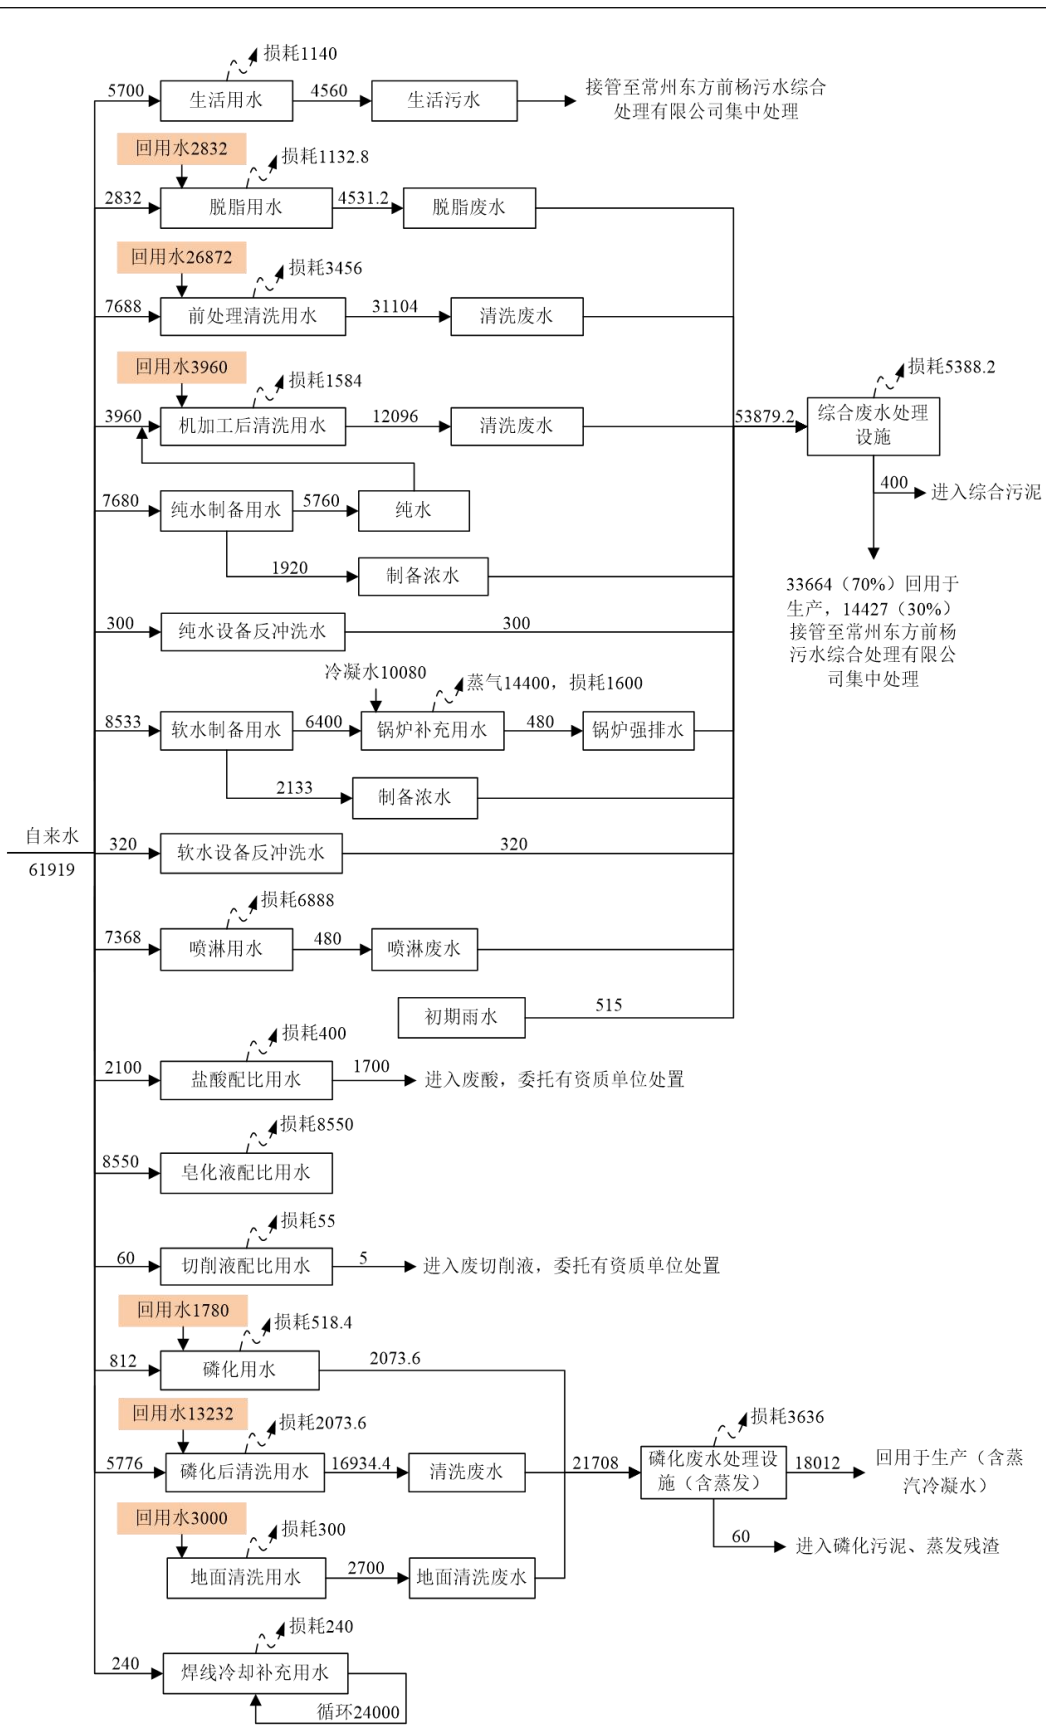 损耗1140
5700
生活用水
4560
生活污水
接管至常州东方前杨污水综合
处理有限公司集中处理
回用水2832
损耗1132.8
2832
脱脂用水
4531.2
脱脂废水
回用水26872
损耗3456
7688
前处理清洗用水
31104
清洗废水
回用水3960
损耗1584
3960
机加工后清洗用水
12096
清洗废水
53879.2
损耗5388.2
综合废水处理
设施
400
进入综合污泥
33664（70%）回用于
生产，14427（30%）
接管至常州东方前杨
污水综合处理有限公
司集中处理
7680
纯水制备用水
5760
纯水
1920
制备浓水
300
纯水设备反冲洗水
300
冷凝水10080
蒸气14400，损耗1600
8533
软水制备用水
6400
锅炉补充用水
480
锅炉强排水
2133
制备浓水
自来水
61919
320
软水设备反冲洗水
320
损耗6888
7368
喷淋用水
480
喷淋废水
初期雨水
515
损耗400
2100
盐酸配比用水
1700
进入废酸，委托有资质单位处置
损耗8550
8550
皂化液配比用水
损耗55
60
切削液配比用水
5
进入废切削液，委托有资质单位处置
回用水1780
损耗518.4
812
磷化用水
2073.6
回用水13232
损耗2073.6
5776
磷化后清洗用水
16934.4
清洗废水
21708
损耗3636
磷化废水处理设
施（含蒸发）
18012
回用于生产（含蒸
汽冷凝水）
60
进入磷化污泥、蒸发残渣
回用水3000
损耗300
地面清洗用水
2700
地面清洗废水
损耗240
240
焊线冷却补充用水
循环24000